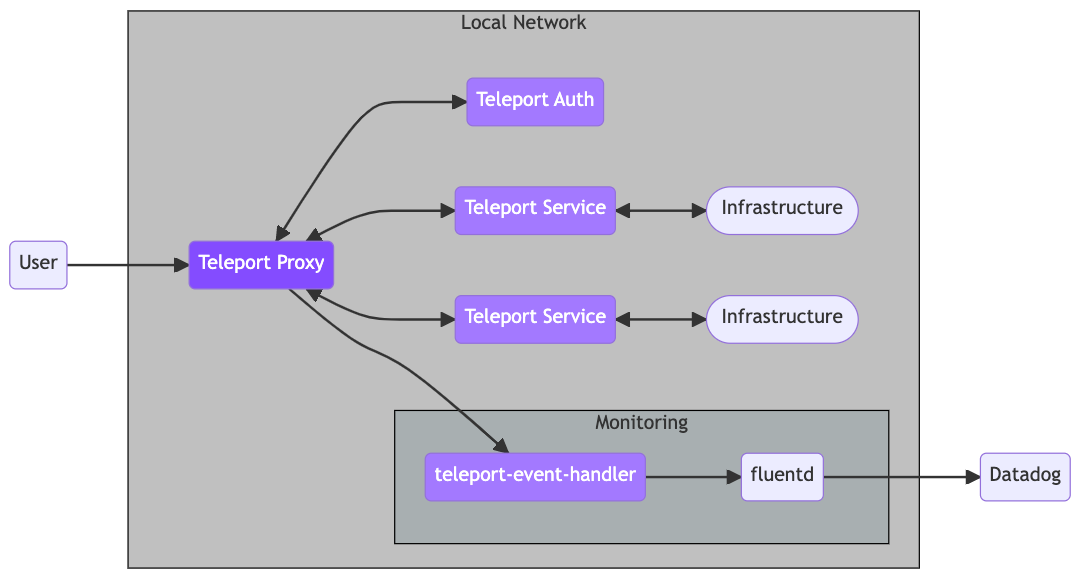 Local Network
Teleport Auth
Teleport Service
Infrastructure
User
Teleport Proxy
Teleport Service
Infrastructure
Monitoring
teleport-event-handler
fluentd
Datadog